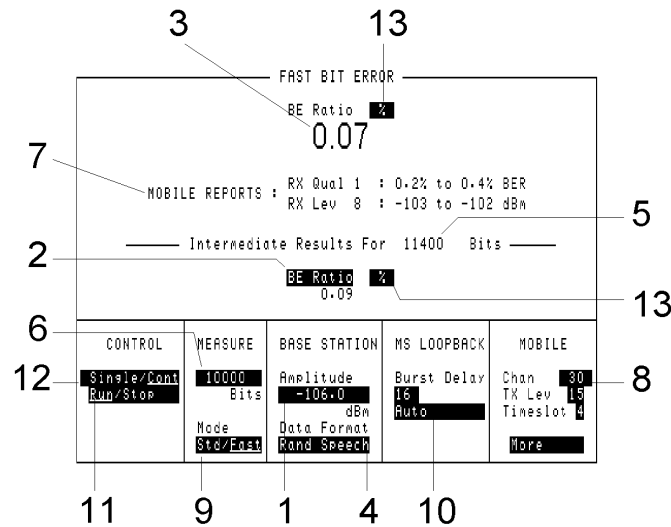 3
13
FAST BIT ERROR
BE Ratio %
0.07
7
MOBILE REPORTS : RX Qual 1 : 0.2% to 0.4% BER
RX Lev 8 : -103 to -102 dBm
5
Intermediate Results For 11400 Bits
2
BE Ratio %
0.09
13
6
CONTROL
Single/Cont
Run/Stop
MEASURE
10000
Bits
Mode
Std/Fast
BASE STATION
Amplitude
-106.0
dBm
Data Format
Rand Speech
MS LOOPBACK
Burst Delay
16
Auto
MOBILE
Chan 30
TX Lev 15
Timeslot 4
More
12
8
11
9
1
4
10